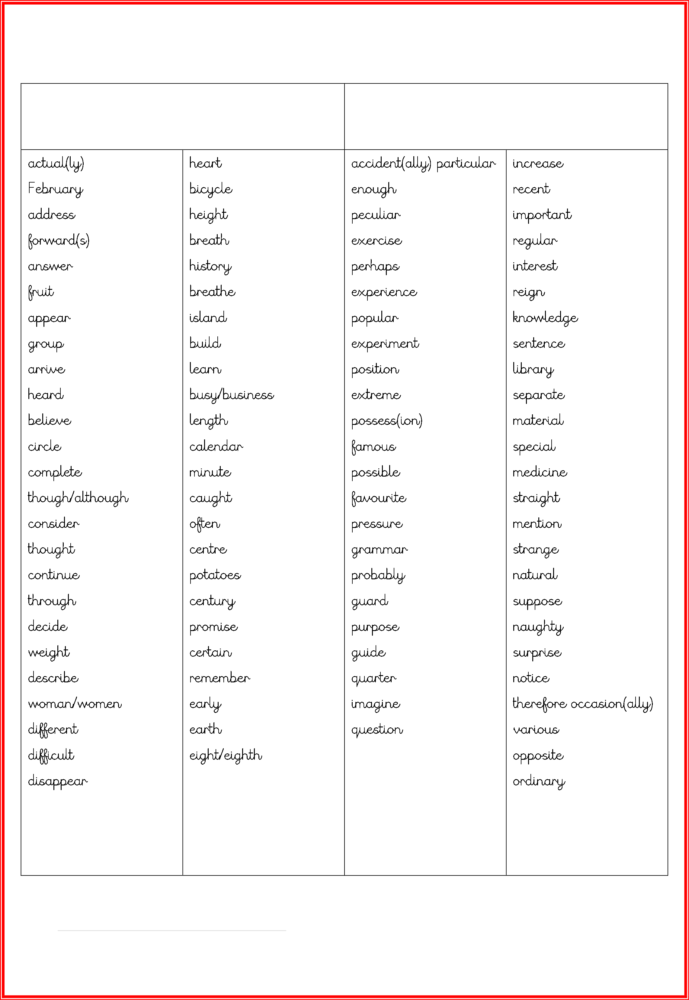 actual(ly)
February
address
forward(s)
answer
fruit
appear
group
arrive
heard
believe
circle
complete
though/although
consider
thought
continue
through
decide
weight
describe
woman/women
different
difficult
disappear
heart
bicycle
height
breath
history
breathe
island
build
learn
busy/business
length
calendar
minute
caught
often
centre
potatoes
century
promise
certain
remember
early
earth
eight/eighth
accident(ally) particular
enough
peculiar
exercise
perhaps
experience
popular
experiment
position
extreme
possess(ion)
famous
possible
favourite
pressure
grammar
probably
guard
purpose
guide
quarter
imagine
question
increase
recent
important
regular
interest
reign
knowledge
sentence
library
separate
material
special
medicine
straight
mention
strange
natural
suppose
naughty
surprise
notice
therefore occasion(ally)
various
opposite
ordinary